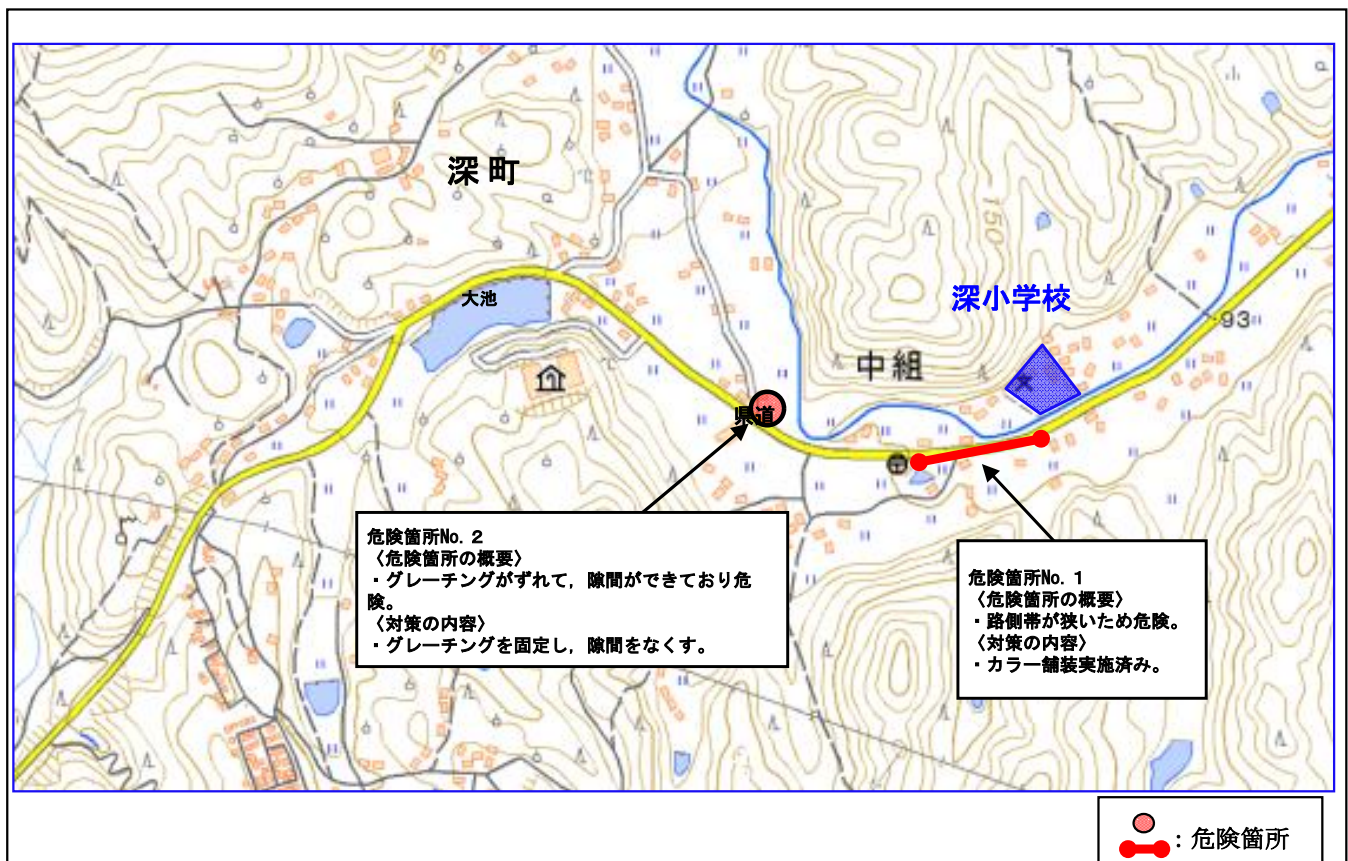 深町
大池
深小学校
150
93
中組
県道
危険箇所No. 2
〈危険箇所の概要〉
・グレーチングがずれて，隙間ができており危
険。
〈対策の内容〉
・グレーチングを固定し，隙間をなくす。
危険箇所No. 1
〈危険箇所の概要〉
・路側帯が狭いため危険。
〈対策の内容〉
・カラー舗装実施済み。
：危険箇所